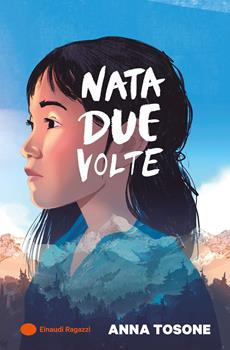 NATA
DUE
VOLTE
Einaudi Ragazzi
ANNA TOSONE